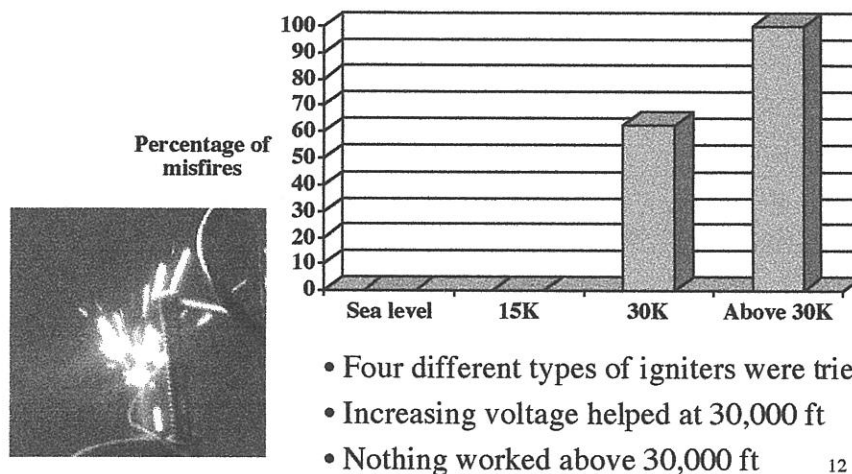 100
90
80
70
60
50
40
30
20
10
0
Percentage of
misfires
Sea level 15K 30K Above 30K
• Four different types of igniters were trie
• Increasing voltage helped at 30,000 ft
• Nothing worked above 30,000 ft
12